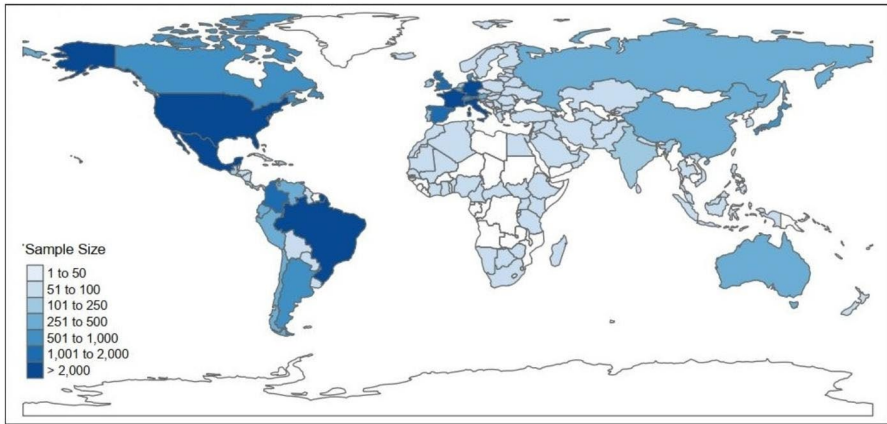 Sample Size
1 to 50
51 to 100
101 to 250
251 to 500
501 to 1,000
1,001 to 2,000
> 2,000